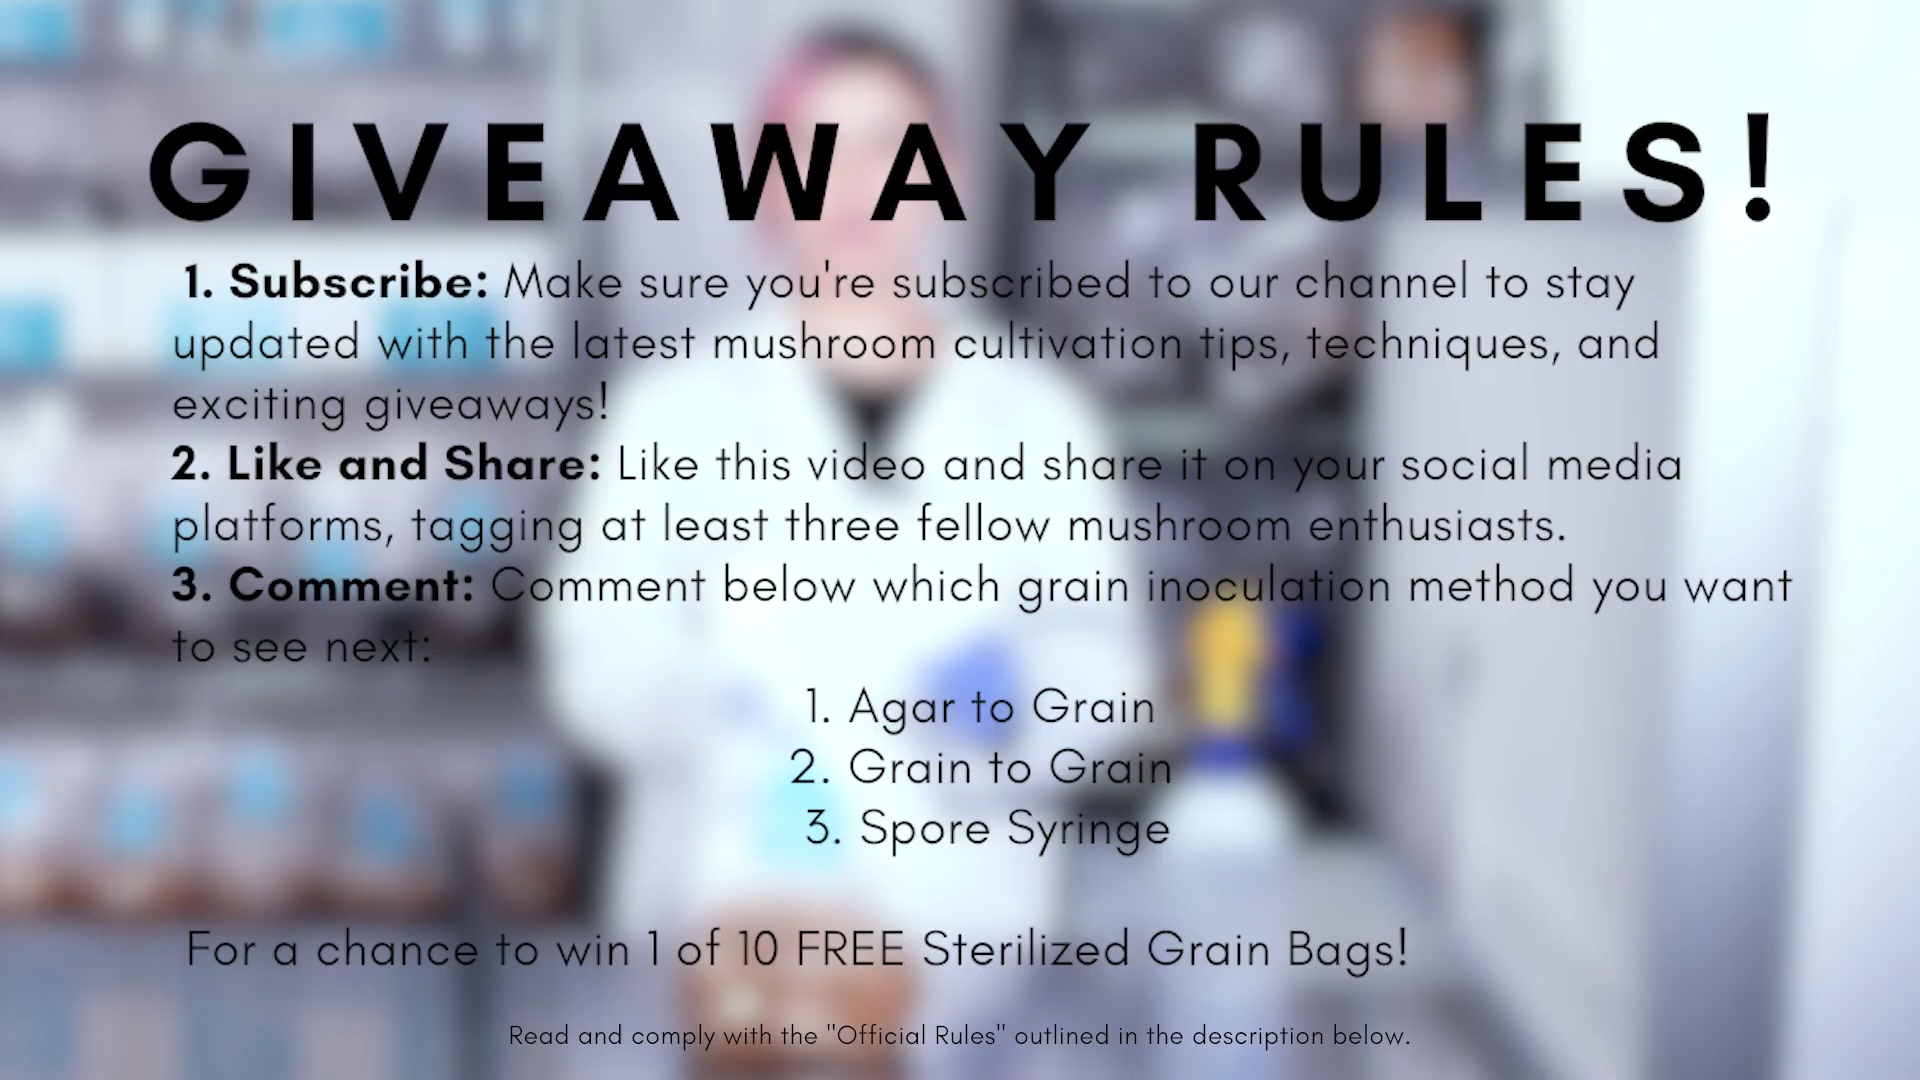 GIVEAWAY RULES!
1. Subscribe: Make sure you're subscribed to our channel to stay
updated with the latest mushroom cultivation tips, techniques, and
exciting giveaways!
2. Like and Share: Like this video and share it on your social media
platforms, tagging at least three fellow mushroom enthusiasts.
3. Comment: Comment below which grain inoculation method you want
to see next:
1. Agar to Grain
2. Grain to Grain
3. Spore Syringe
For a chance to win 1 of 10 FREE Sterilized Grain Bags!
Read and comply with the "Official Rules" outlined in the description below.